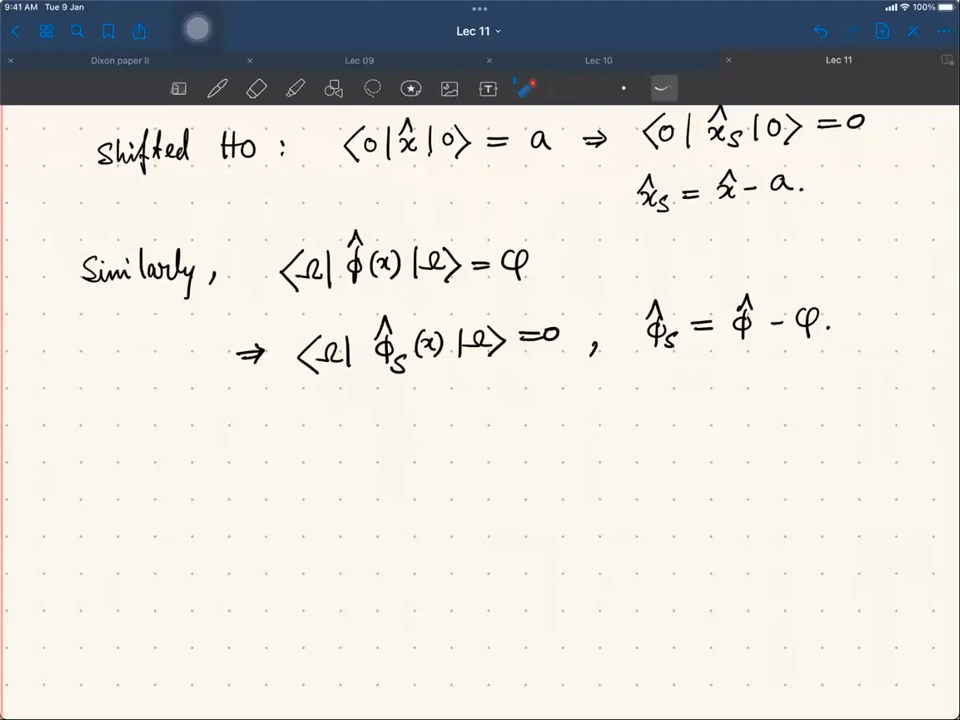 9:41 AM Tue 9 Jan
100%
Lec 11
Dixon paper II
Lec 09
Lec 10
Lec 11
Shifted HO : ⟨0|x̂|0⟩ = a ⇒ ⟨0|x̂_S|0⟩ = 0
x̂_S = x̂ - a.
Similarly, ⟨Ω|ϕ̂(x)|Ω⟩ = φ
⇒ ⟨Ω|ϕ̂_S(x)|Ω⟩ = 0 , ϕ̂_S = ϕ̂ - φ.